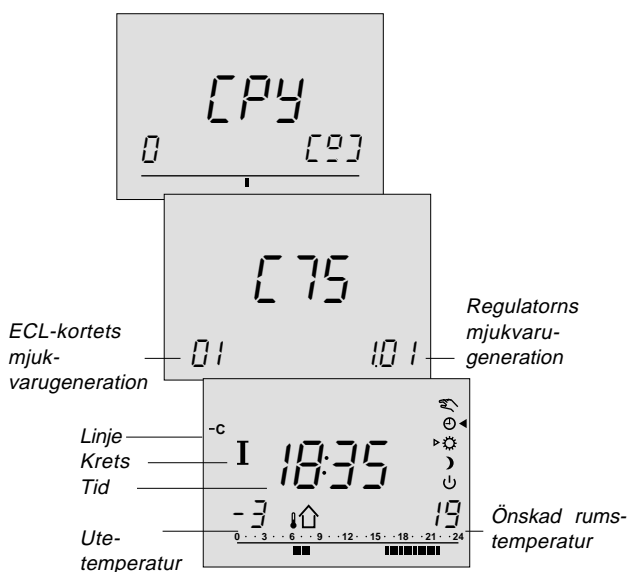 CPY
0
C75
ECL-kortets
mjuk-
varugeneration
01
1.01
Regulatorns
mjukvaru-
generation
Linje
-C
Krets
I
Tid
18:35
-3
19
Ute-
temperatur
0 · · 3 · · 6 · · 9 · · 12 · · 15 · · 18 · · 21 · · 24
Önskad rums-
temperatur